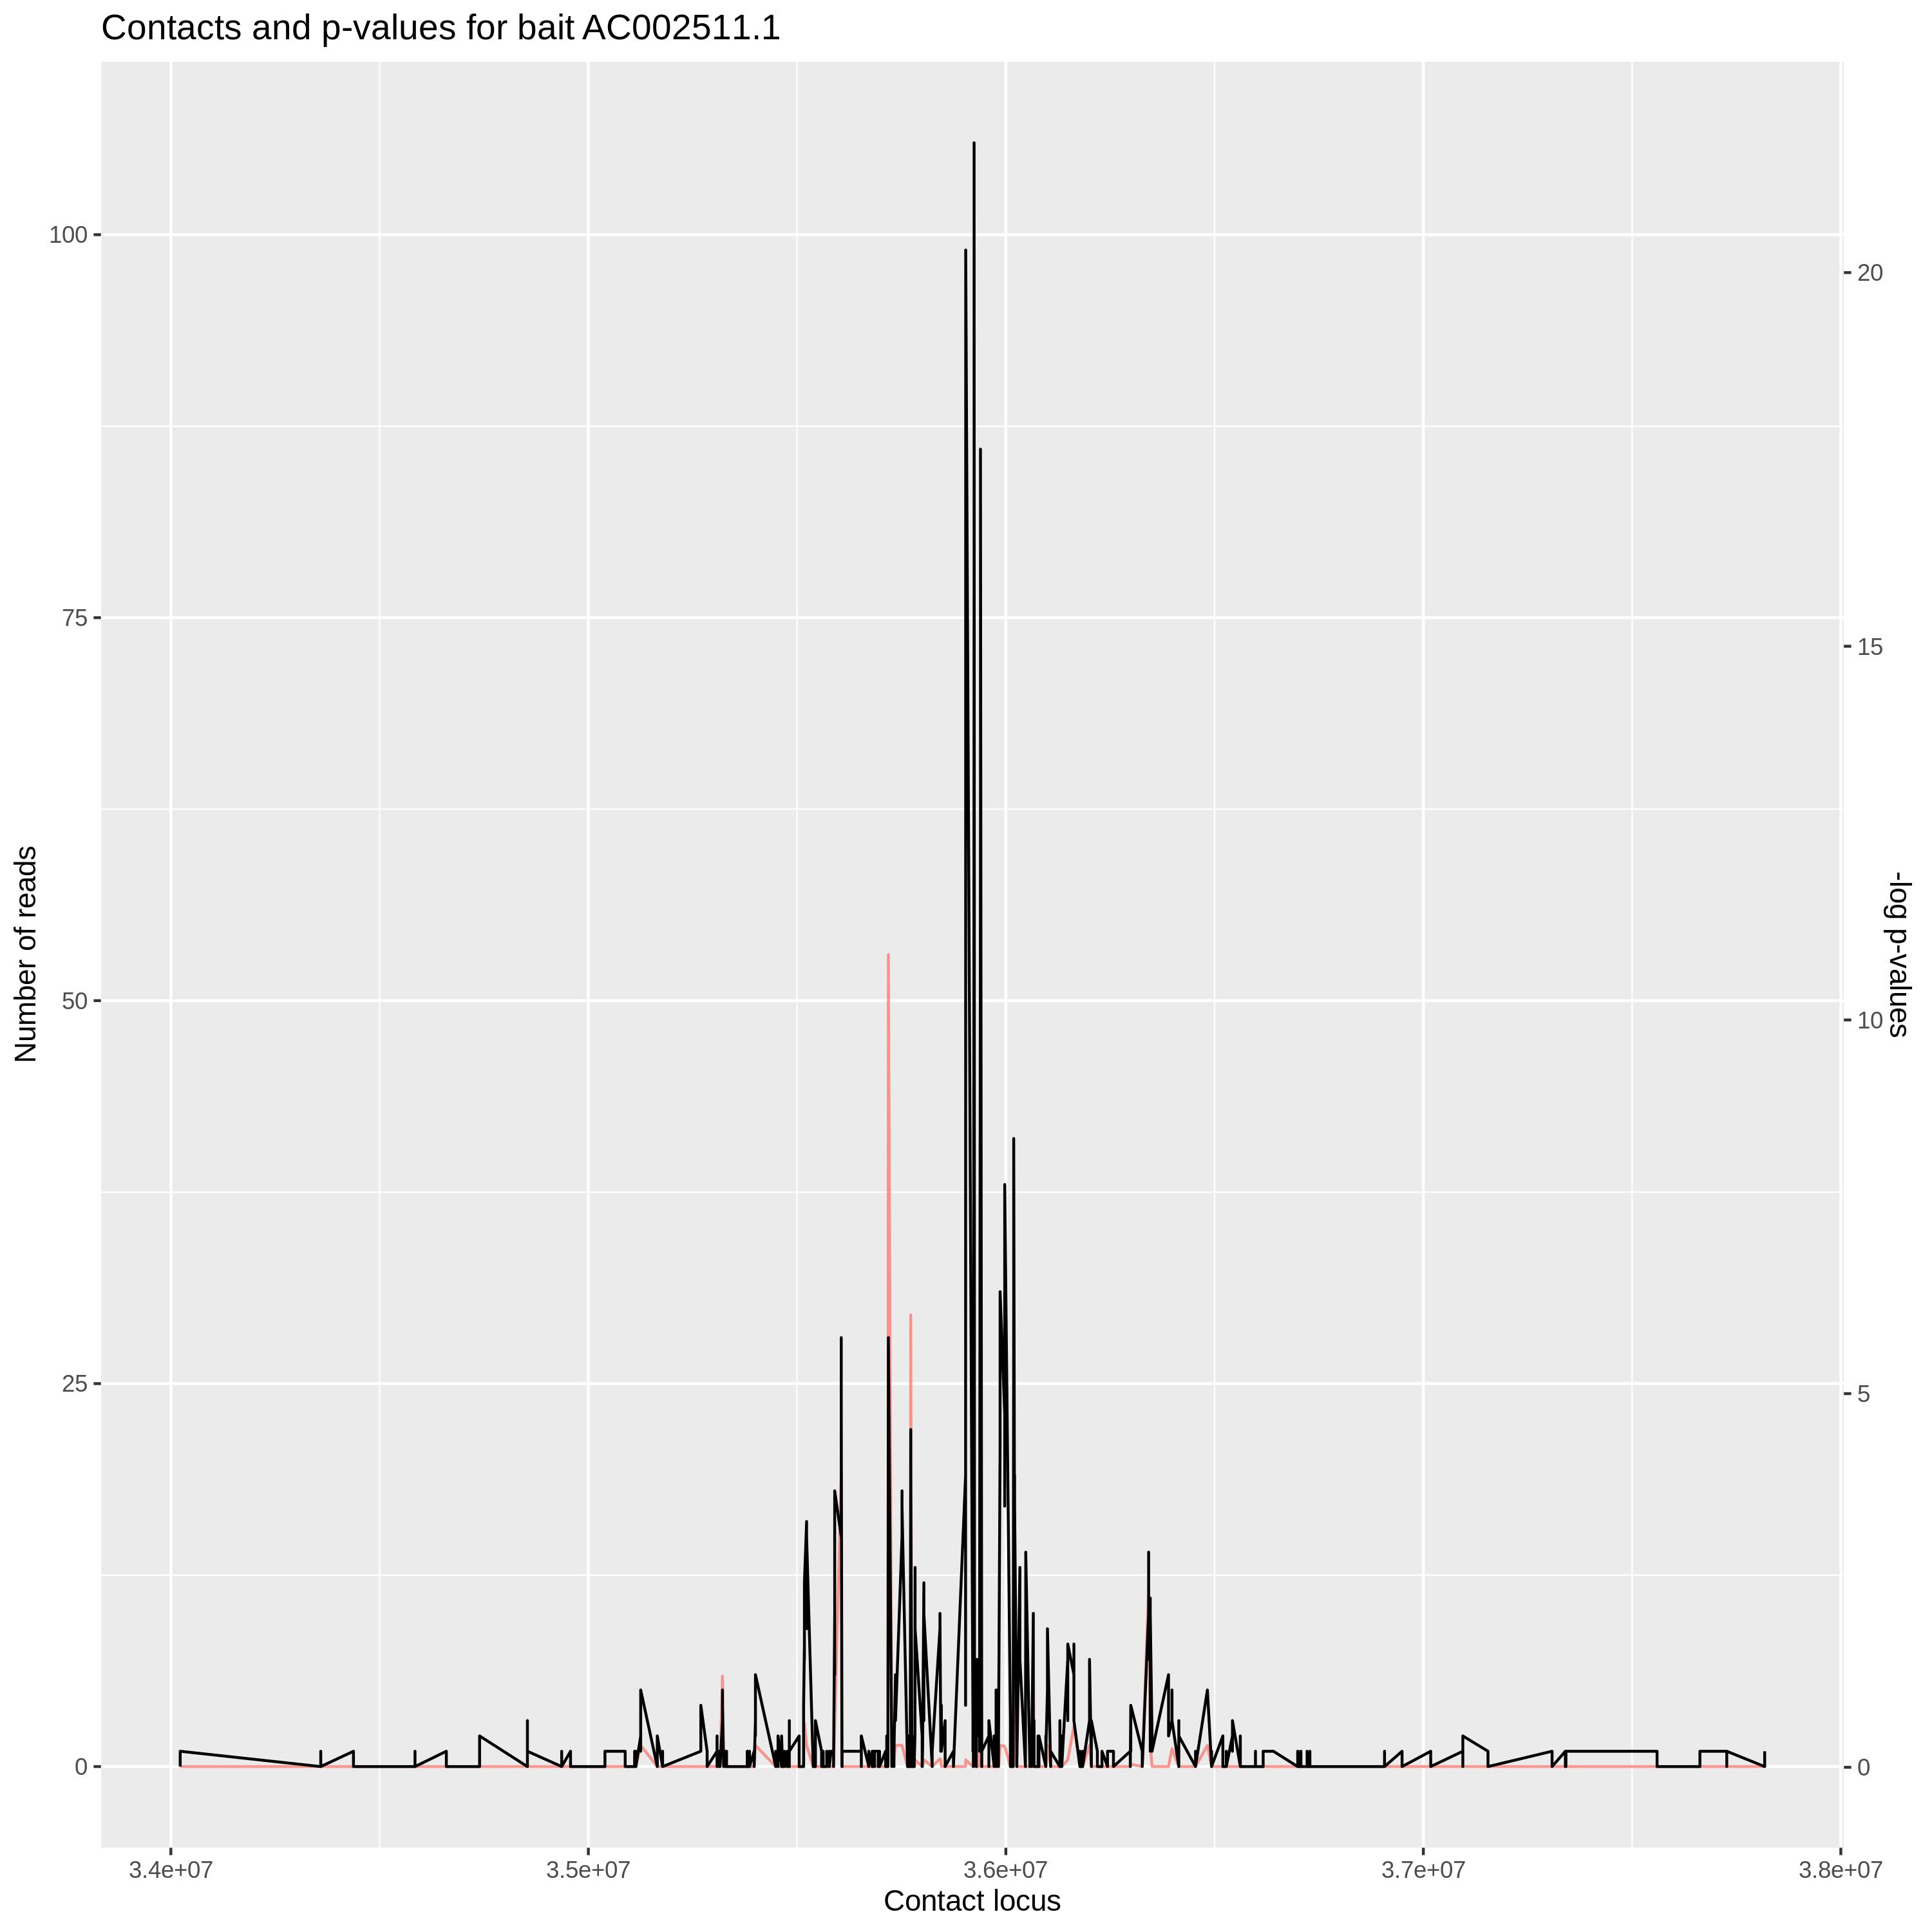 Contacts and p-values for bait AC002511.1
100
75
50
25
0
Number of reads
20
15
10
5
0
-log p-values
3.4e+07
3.5e+07
3.6e+07
3.7e+07
3.8e+07
Contact locus